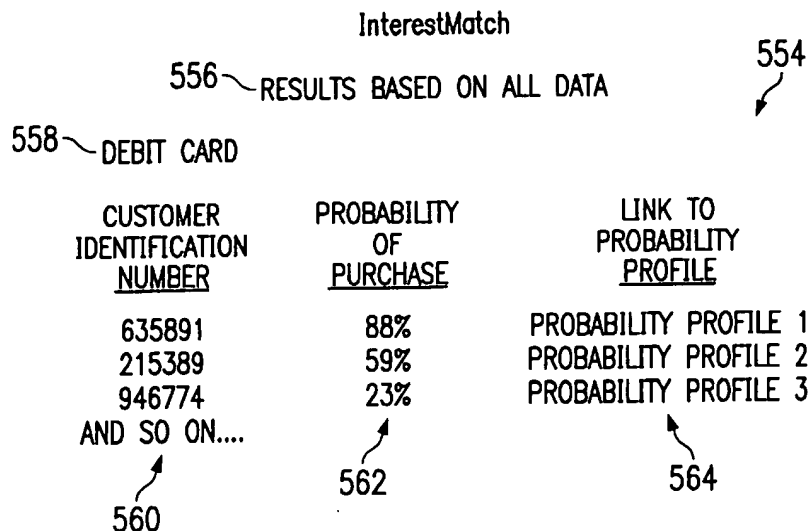 InterestMatch
554
556 RESULTS BASED ON ALL DATA
558 DEBIT CARD
CUSTOMER IDENTIFICATION NUMBER
PROBABILITY OF PURCHASE
LINK TO PROBABILITY PROFILE
635891 88% PROBABILITY PROFILE 1
215389 59% PROBABILITY PROFILE 2
946774 23% PROBABILITY PROFILE 3
AND SO ON....
560 562 564